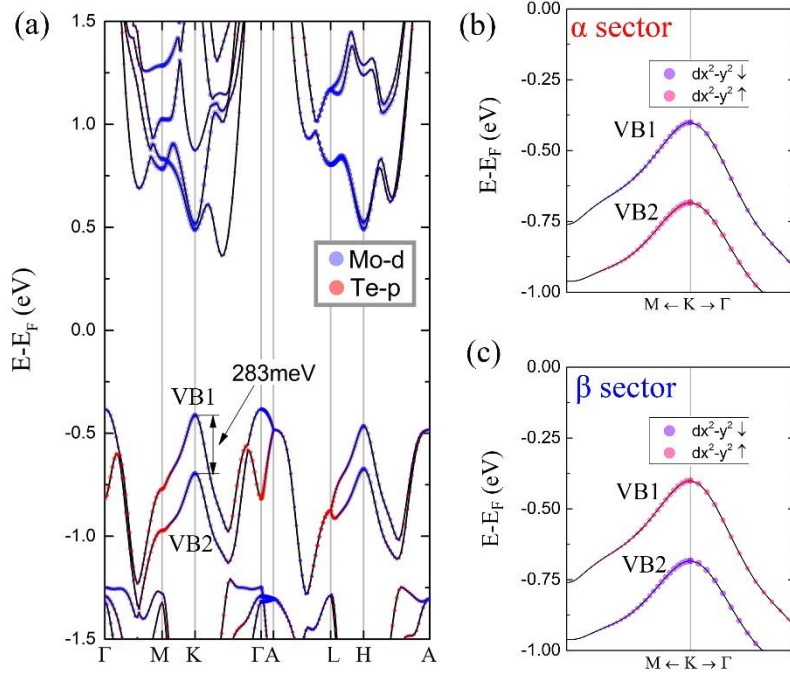 (a)
E-E_F (eV)
1.5
1.0
0.5
0.0
-0.5
-1.0
-1.5
Mo-d
Te-p
283meV
VB1
VB2
Γ M K Γ A L H A
(b)
α sector
E-E_F (eV)
0.00
-0.25
-0.50
-0.75
-1.00
dx²-y² ↓
dx²-y² ↑
VB1
VB2
M ← K → Γ
(c)
β sector
E-E_F (eV)
0.00
-0.25
-0.50
-0.75
-1.00
dx²-y² ↓
dx²-y² ↑
VB1
VB2
M ← K → Γ